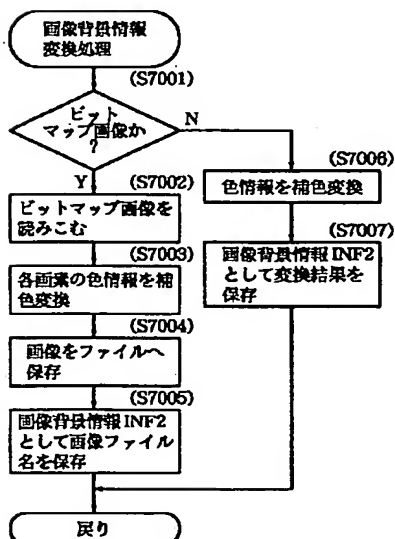 画像背景情報
変換処理
(S7001)
ビット
マップ画像か
?
N
Y
(S7002)
ビットマップ画像を
読みこむ
(S7003)
各画素の色情報を補
色変換
(S7004)
画像をファイルへ
保存
(S7005)
画像背景情報INF2
として画像ファイル
名を保存
(S7006)
色情報を補色変換
(S7007)
画像背景情報INF2
として変換結果を
保存
戻り